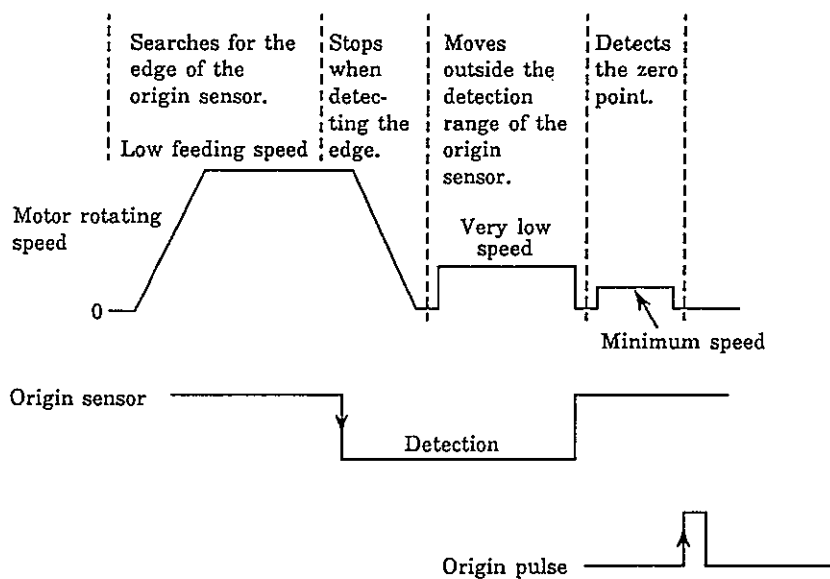 Searches for the
edge of the
origin sensor.
Stops
when
detec-
ting the
edge.
Moves
outside the
detection
range of the
origin
sensor.
Detects
the zero
point.
Low feeding speed
Motor rotating
speed
Very low
speed
0
Minimum speed
Origin sensor
Detection
Origin pulse